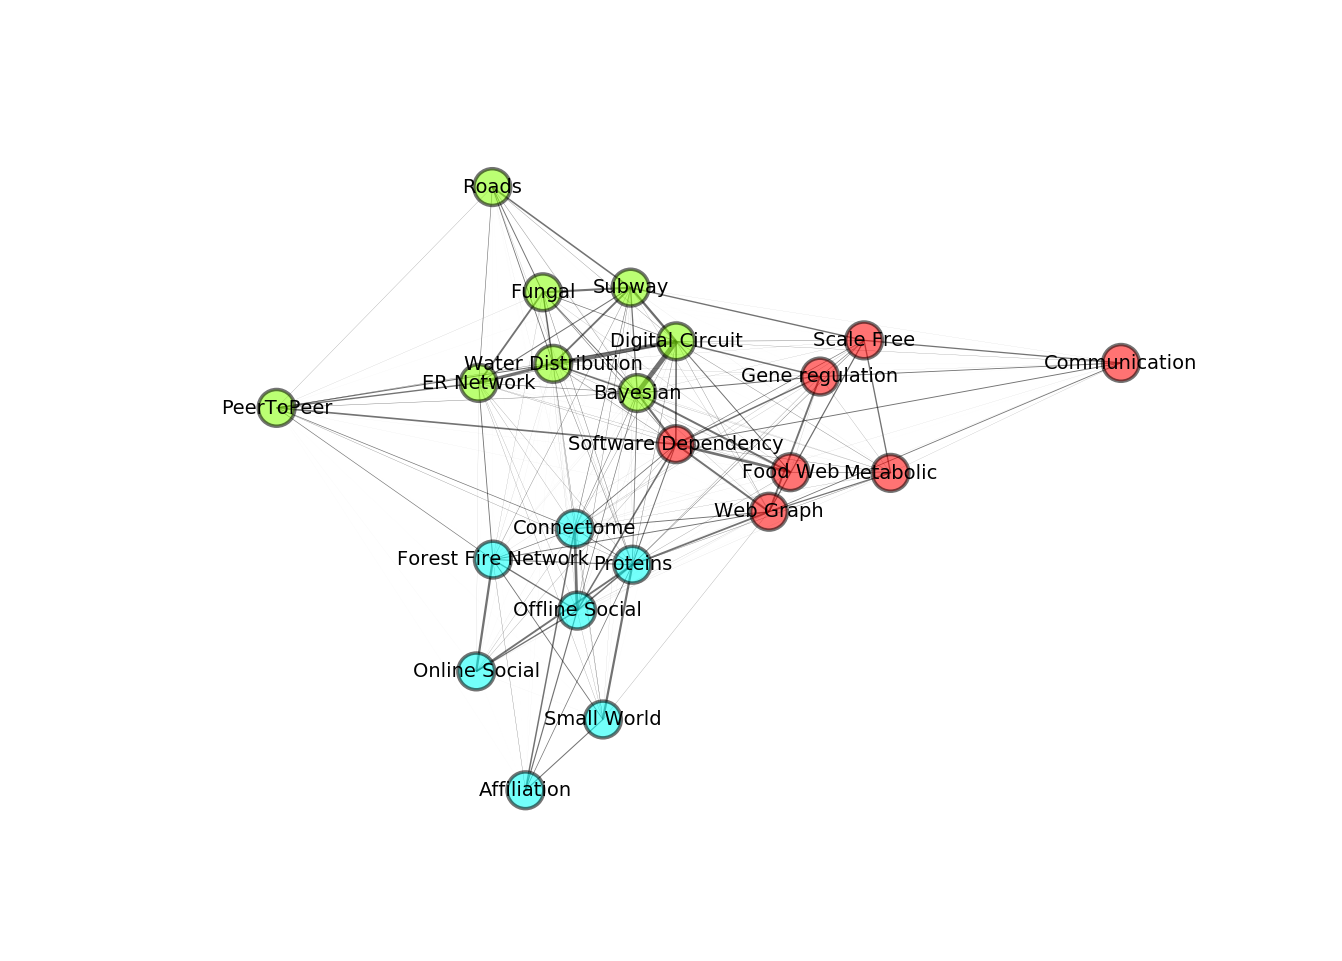 Roads
Fungal
Subway
Digital Circuit
Scale Free
Water Distribution
Communication
ER Network
Gene regulation
Bayesian
PeerToPeer
Software Dependency
Food Web
Metabolic
Web Graph
Connectome
Forest Fire Network
Proteins
Offline Social
Online Social
Small World
Affiliation